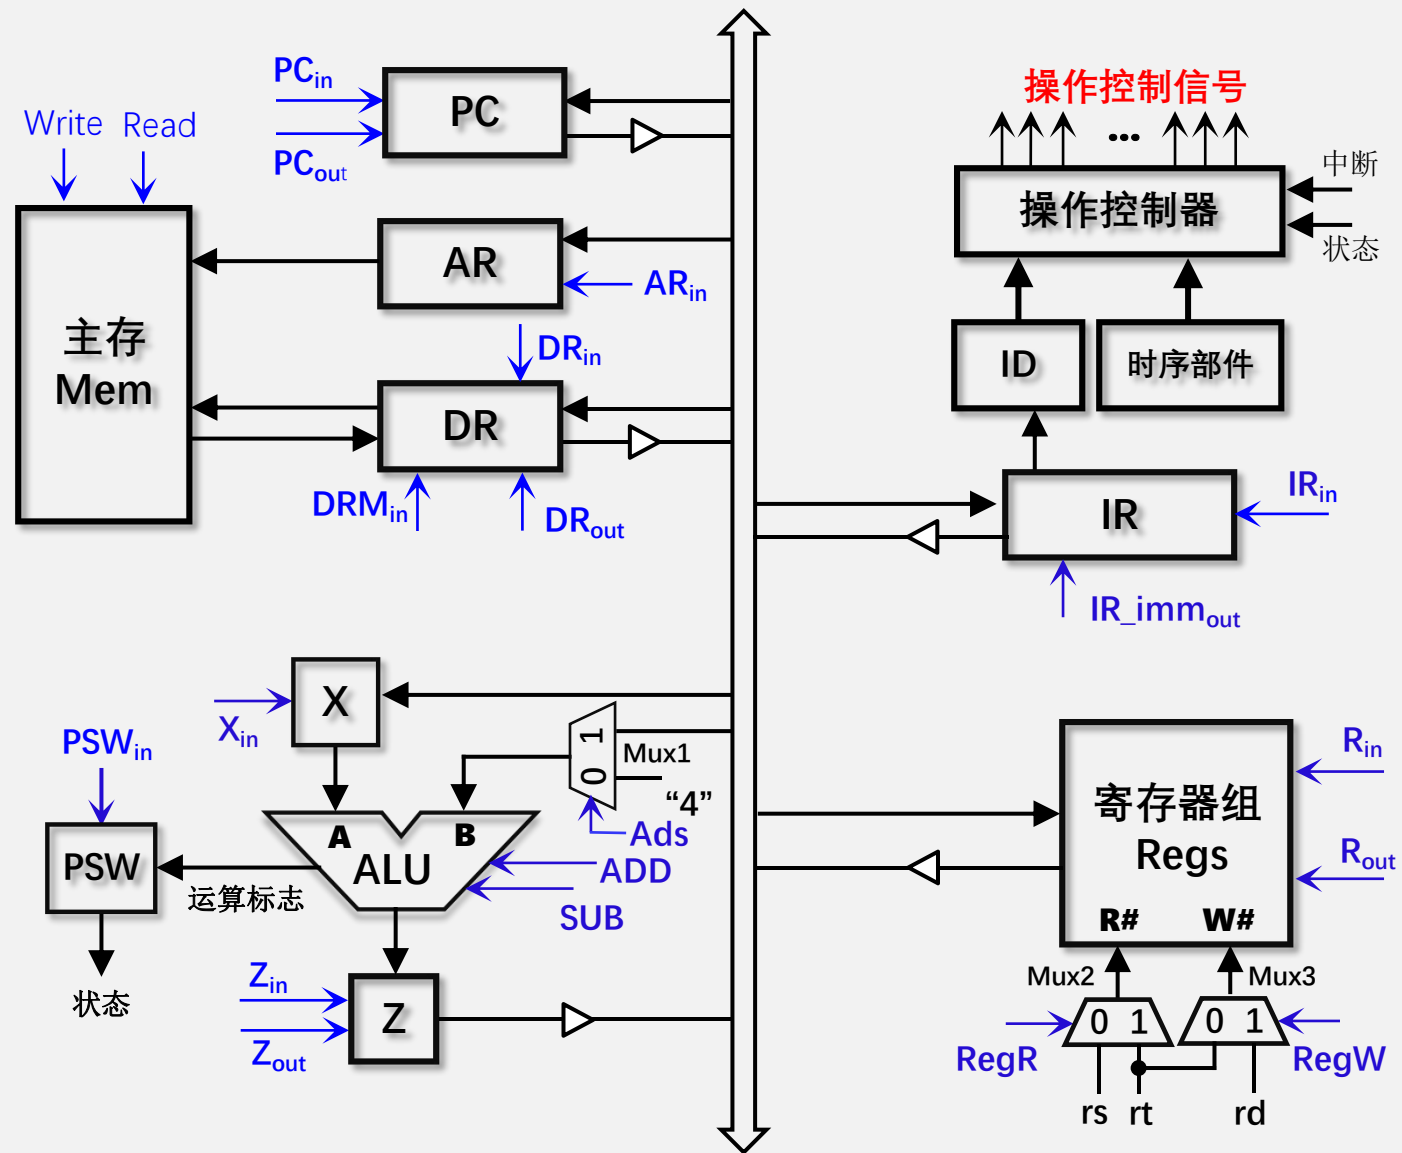 PCin
PC
PCout
Write
Read
操作控制信号
...
中断
操作控制器
状态
AR
ARin
主存
Mem
DRin
ID
时序部件
DR
DRMin
DRout
IR
IRin
IR_immout
X
Xin
PSWin
1
0
Mux1
“4”
Ads
A
B
ALU
ADD
SUB
PSW
运算标志
状态
寄存器组
Regs
Rin
Rout
R#
W#
Mux2
Mux3
Zin
Z
Zout
0 1
0 1
RegR
RegW
rs
rt
rd